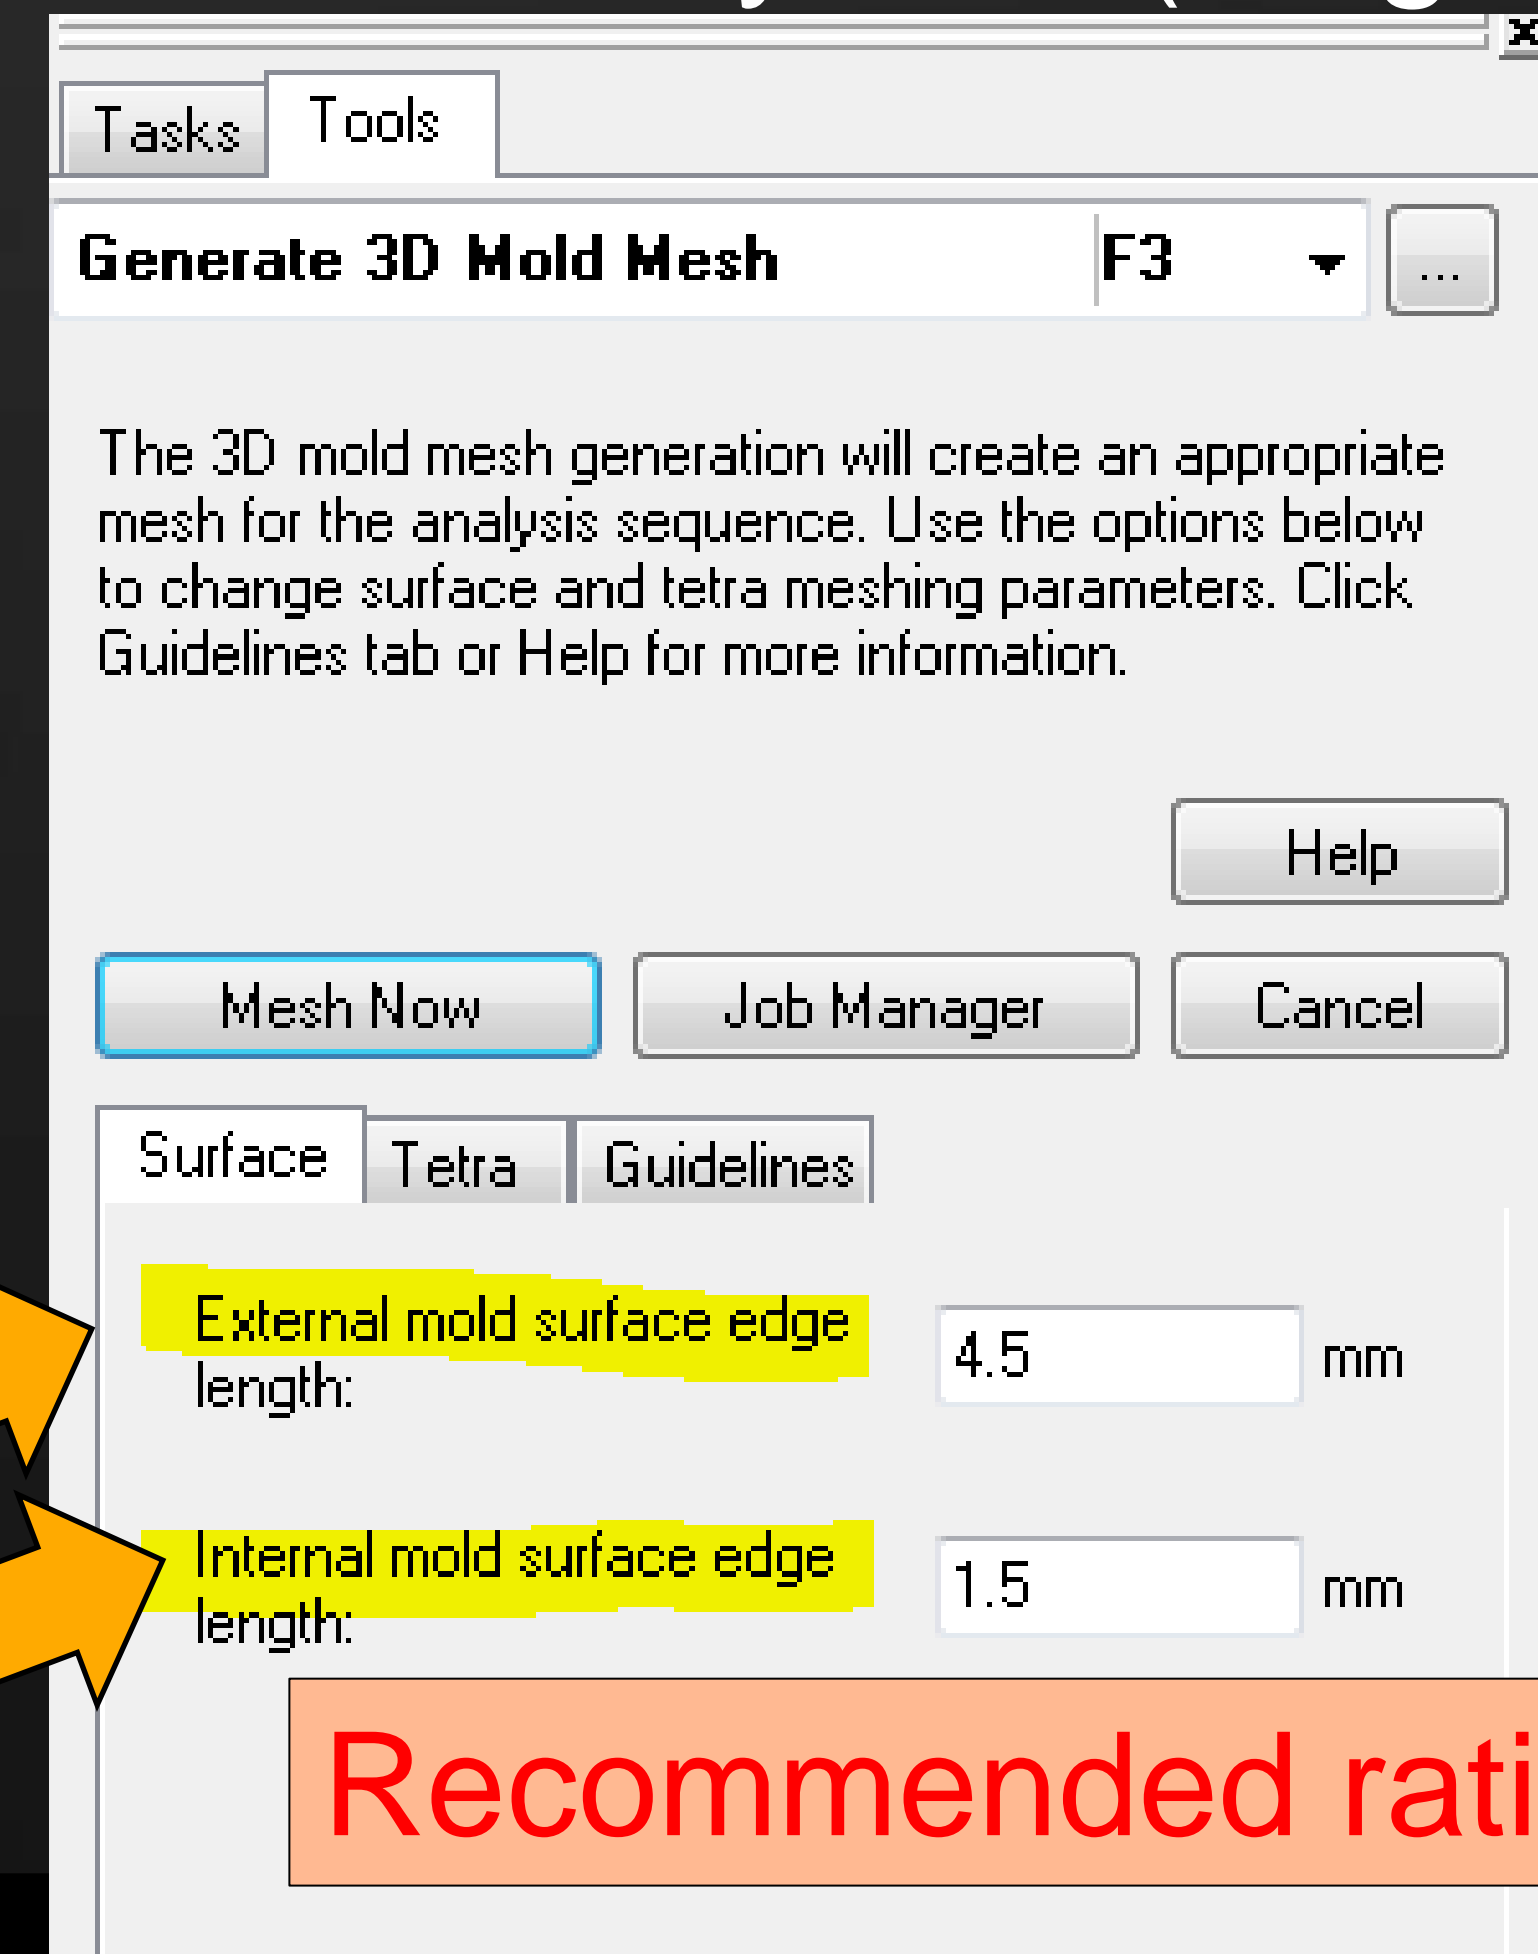 Tasks
Tools
Generate 3D Mold Mesh F3
...
The 3D mold mesh generation will create an appropriate
mesh for the analysis sequence. Use the options below
to change surface and tetra meshing parameters. Click
Guidelines tab or Help for more information.
Help
Mesh Now
Job Manager
Cancel
Surface
Tetra
Guidelines
External mold surface edge
length:
4.5 mm
Internal mold surface edge
length:
1.5 mm
Recommended rati